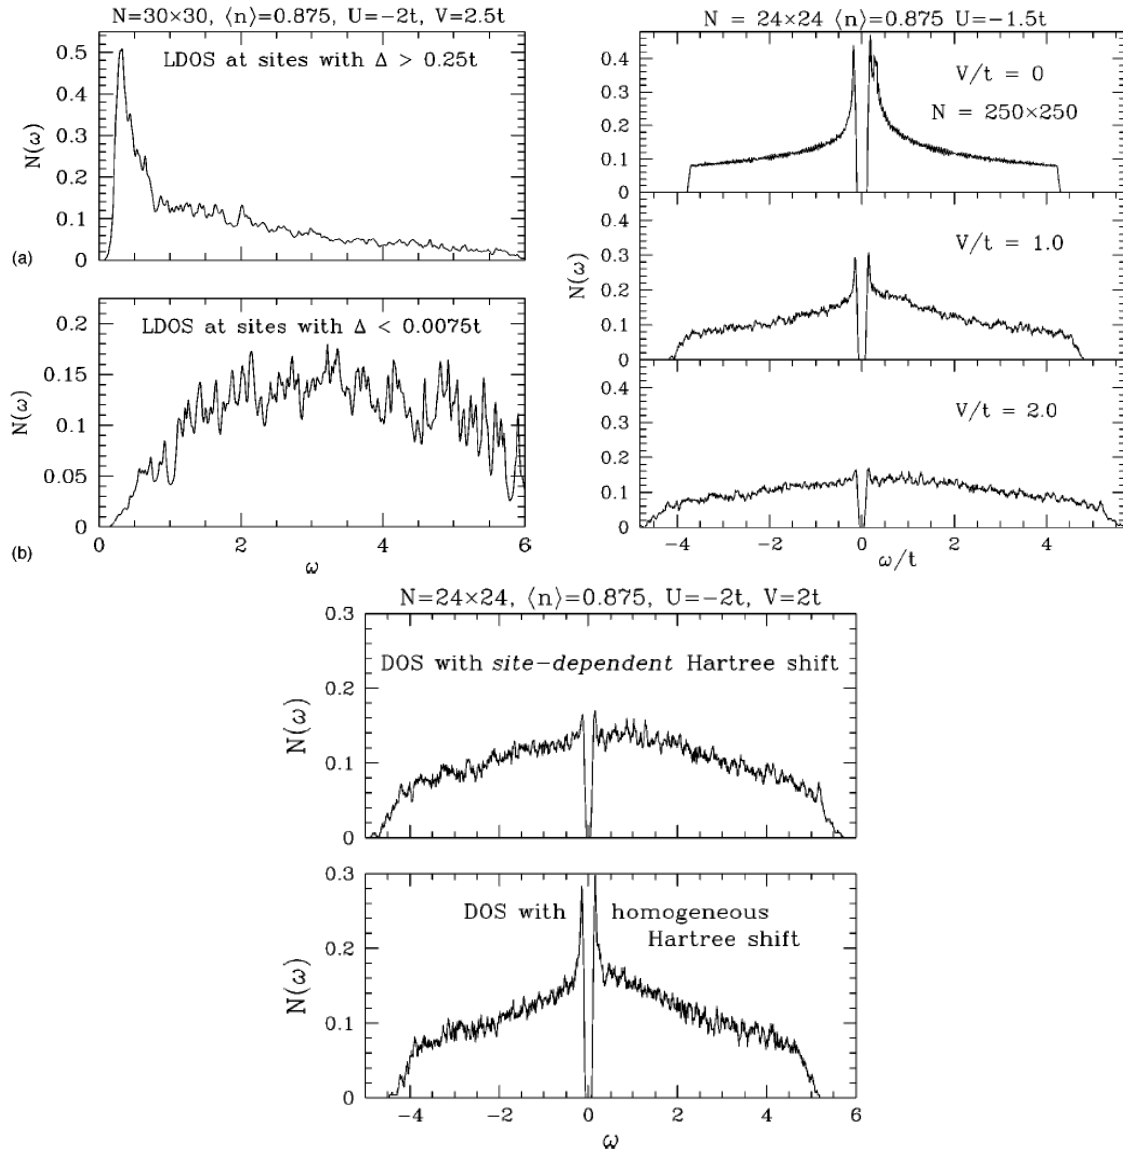 N=30×30, ⟨n⟩=0.875, U=−2t, V=2.5t
LDOS at sites with Δ > 0.25t
N(ω)
0.5
0.4
0.3
0.2
0.1
0
(a)
LDOS at sites with Δ < 0.0075t
N(ω)
0.2
0.15
0.1
0.05
0
0 2 4 6
(b)
ω
N = 24×24 ⟨n⟩=0.875 U=−1.5t
V/t = 0
N = 250×250
0.4
0.3
0.2
0.1
0
V/t = 1.0
N(ω)
0.4
0.3
0.2
0.1
0
V/t = 2.0
0.4
0.3
0.2
0.1
0
−4 −2 0 2 4
ω/t
N=24×24, ⟨n⟩=0.875, U=−2t, V=2t
DOS with site−dependent Hartree shift
N(ω)
0.3
0.2
0.1
0
DOS with homogeneous
Hartree shift
N(ω)
0.3
0.2
0.1
0
−4 −2 0 2 4 6
ω